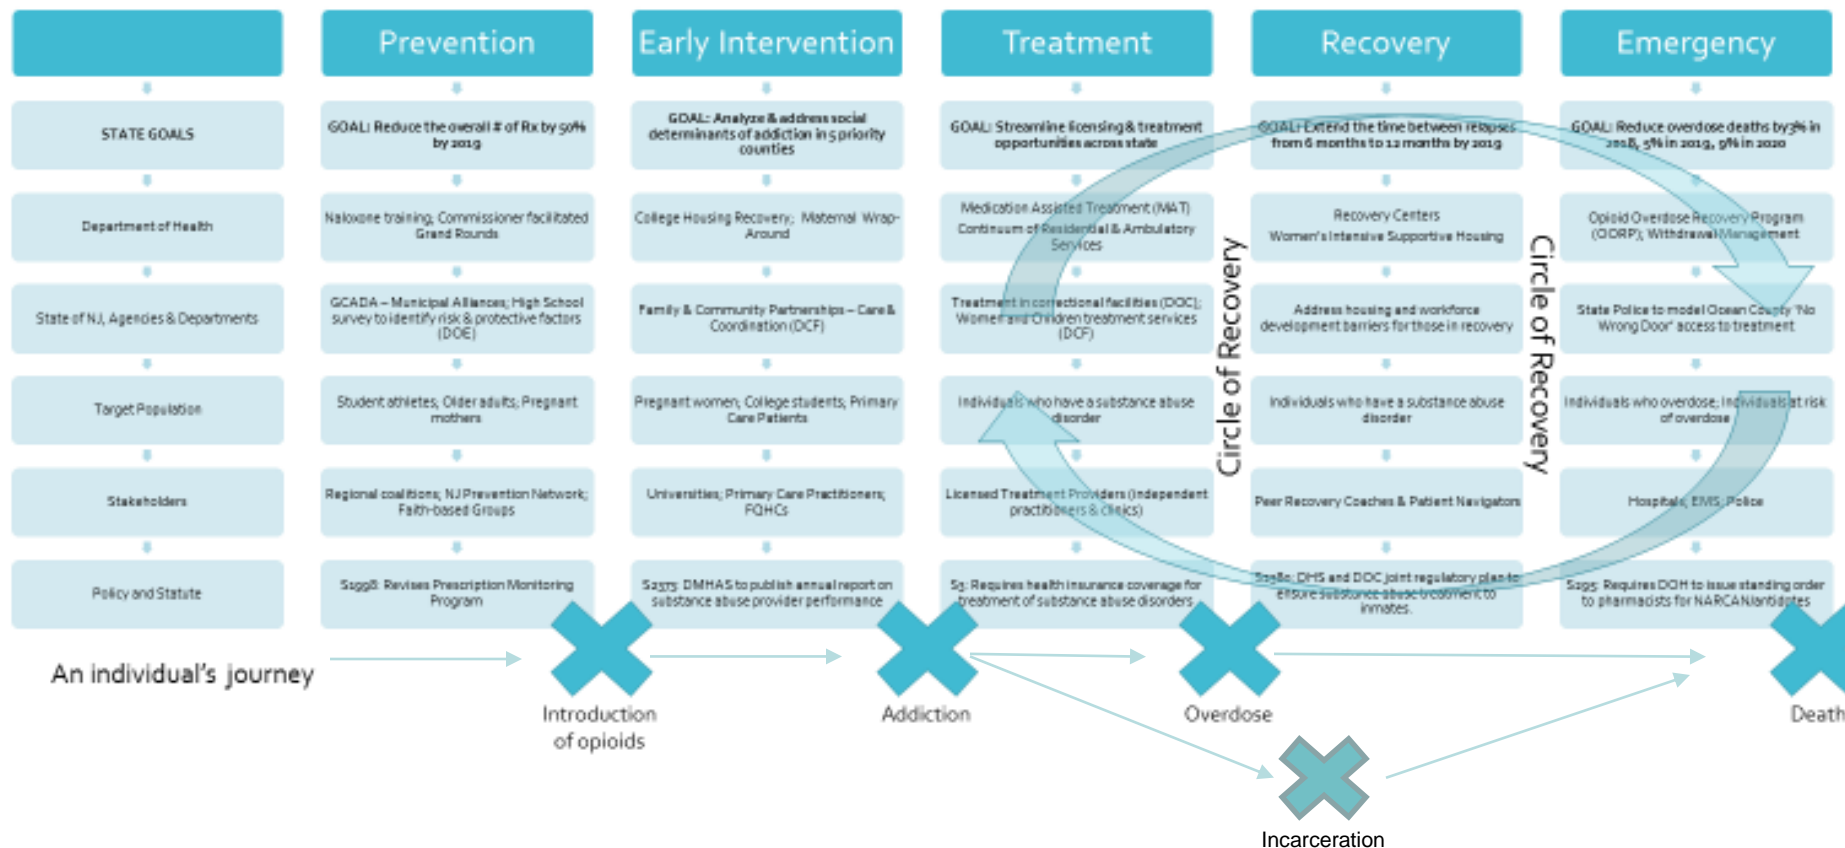 Prevention
Early Intervention
Treatment
Recovery
Emergency
STATE GOALS
GOAL: Reduce the overall # of Rx by 50%
by 2019
GOAL: Analyze & address social
determinants of addiction in 5 priority
counties
GOAL: Streamline licensing & treatment
opportunities across state
GOAL: Extend the time between relapses
from 6 months to 12 months by 2019
GOAL: Reduce overdose deaths by3% in
2018, 5% in 2019, 9% in 2020
Department of Health
Naloxone training; Commissioner facilitated
Grand Rounds
College Housing Recovery; Maternal Wrap-
Around
Medication Assisted Treatment (MAT)
Continuum of Residential & Ambulatory
Services
Recovery Centers
Women's Intensive Supportive Housing
Opioid Overdose Recovery Program
(OORP); Withdrawal Management
State of NJ, Agencies & Departments
GCADA – Municipal Alliances; High School
survey to identify risk & protective factors
(DOE)
Family & Community Partnerships – Care &
Coordination (DCF)
Treatment in correctional facilities (DOC);
Women and Children treatment services
(DCF)
Address housing and workforce
development barriers for those in recovery
State Police to model Ocean County 'No
Wrong Door' access to treatment
Target Population
Student athletes; Older adults; Pregnant
mothers
Pregnant women; College students; Primary
Care Patients
Individuals who have a substance abuse
disorder
Individuals who have a substance abuse
disorder
Individuals who overdose; Individuals at risk
of overdose
Stakeholders
Regional coalitions; NJ Prevention Network;
Faith-based Groups
Universities; Primary Care Practitioners;
FQHCs
Licensed Treatment Providers (independent
practitioners & clinics)
Peer Recovery Coaches & Patient Navigators
Hospitals; EMS; Police
Policy and Statute
S1998: Revises Prescription Monitoring
Program
S2375: DMHAS to publish annual report on
substance abuse provider performance
S3: Requires health insurance coverage for
treatment of substance abuse disorders
DHS and DOC joint regulatory plan to
ensure substance abuse treatment to
inmates.
S295: Requires DOH to issue standing order
to pharmacists for NARCAN/antidotes
Circle of Recovery
Circle of Recovery
An individual's journey
Introduction
of opioids
Addiction
Overdose
Death
Incarceration